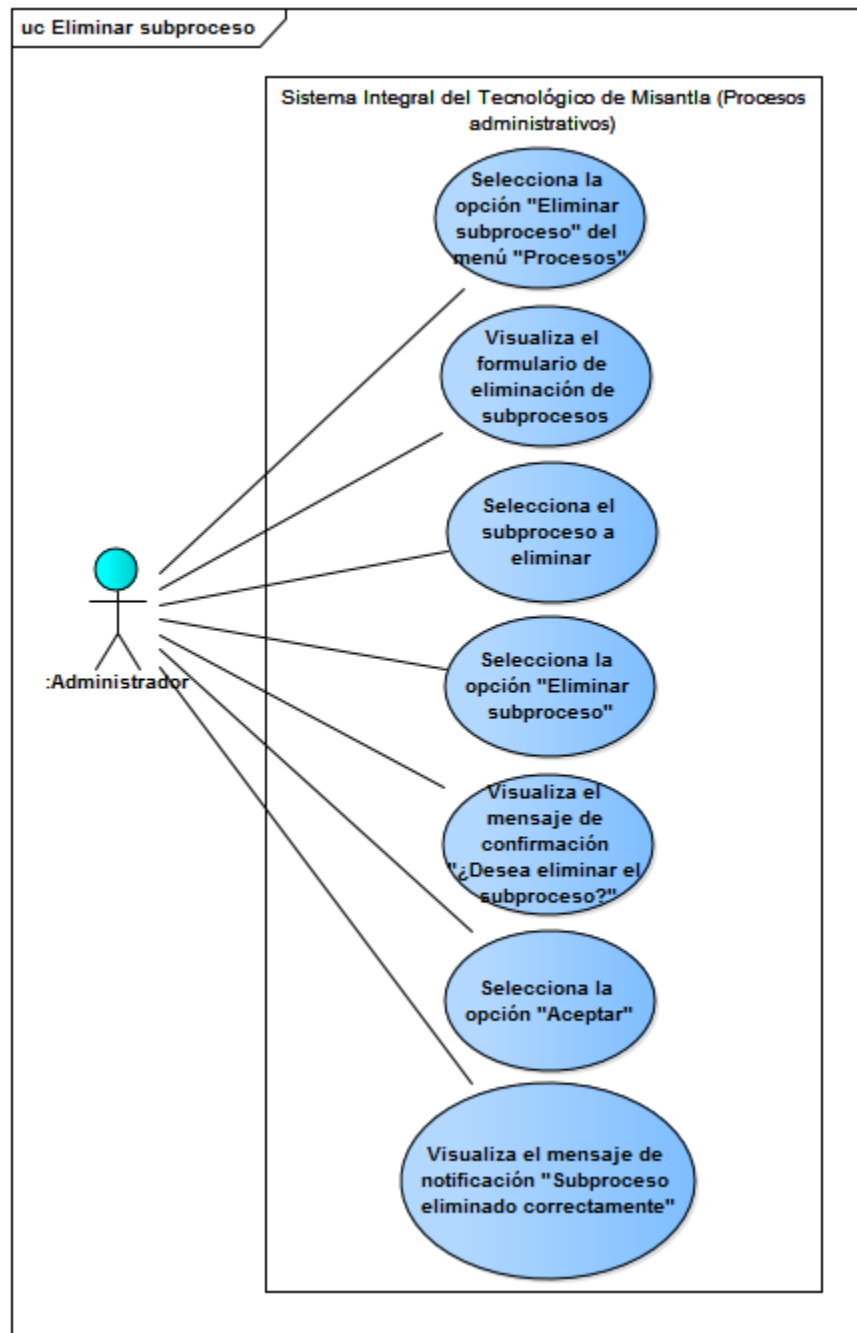 uc Eliminar subproceso
Sistema Integral del Tecnológico de Misantla (Procesos
administrativos)
Selecciona la
opción "Eliminar
subproceso" del
menú "Procesos"
Visualiza el
formulario de
eliminación de
subprocesos
Selecciona el
subproceso a
eliminar
:Administrador
Selecciona la
opción "Eliminar
subproceso"
Visualiza el
mensaje de
confirmación
"¿Desea eliminar el
subproceso?"
Selecciona la
opción "Aceptar"
Visualiza el mensaje de
notificación "Subproceso
eliminado correctamente"